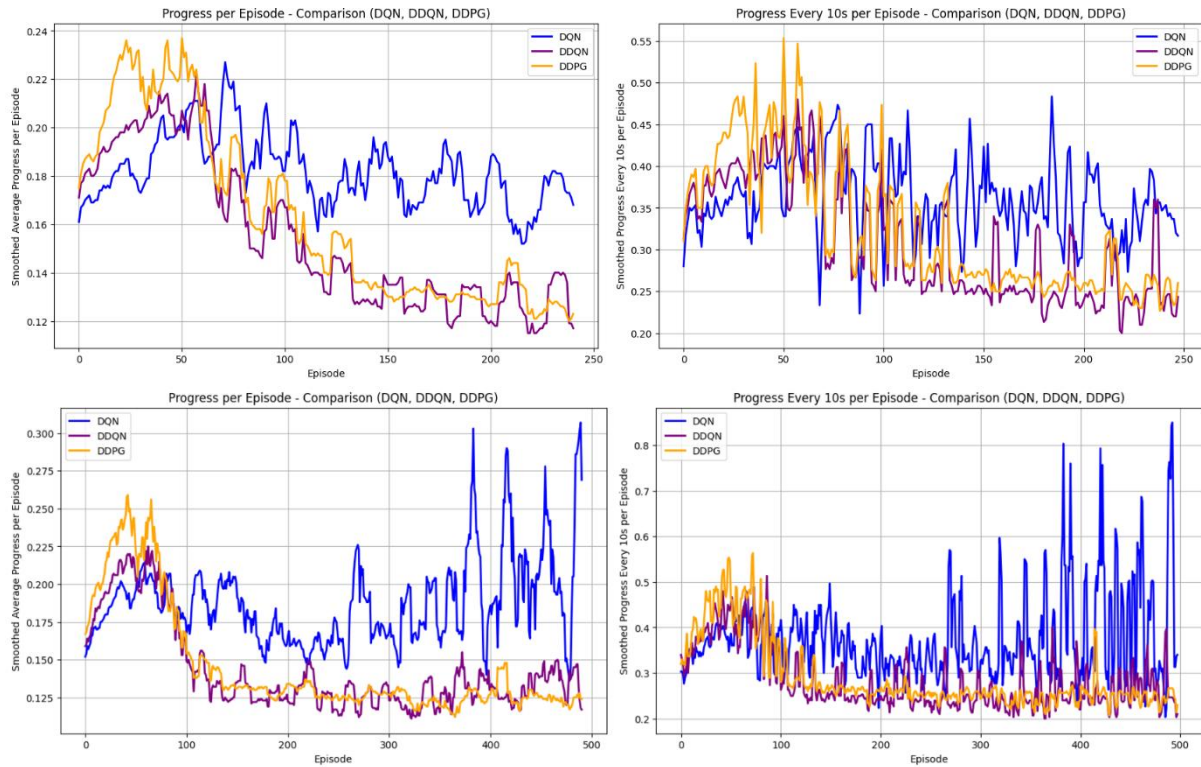 Progress per Episode - Comparison (DQN, DDQN, DDPG)
Smoothed Average Progress per Episode
0.24
0.22
0.20
0.18
0.16
0.14
0.12
DQN
DDQN
DDPG
0
50
100
150
200
250
Episode
Progress Every 10s per Episode - Comparison (DQN, DDQN, DDPG)
Smoothed Progress Every 10s per Episode
0.55
0.50
0.45
0.40
0.35
0.30
0.25
0.20
DQN
DDQN
DDPG
0
50
100
150
200
250
Episode
Progress per Episode - Comparison (DQN, DDQN, DDPG)
Smoothed Average Progress per Episode
0.300
0.275
0.250
0.225
0.200
0.175
0.150
0.125
DQN
DDQN
DDPG
0
100
200
300
400
500
Episode
Progress Every 10s per Episode - Comparison (DQN, DDQN, DDPG)
Smoothed Progress Every 10s per Episode
0.8
0.7
0.6
0.5
0.4
0.3
0.2
DQN
DDQN
DDPG
0
100
200
300
400
500
Episode